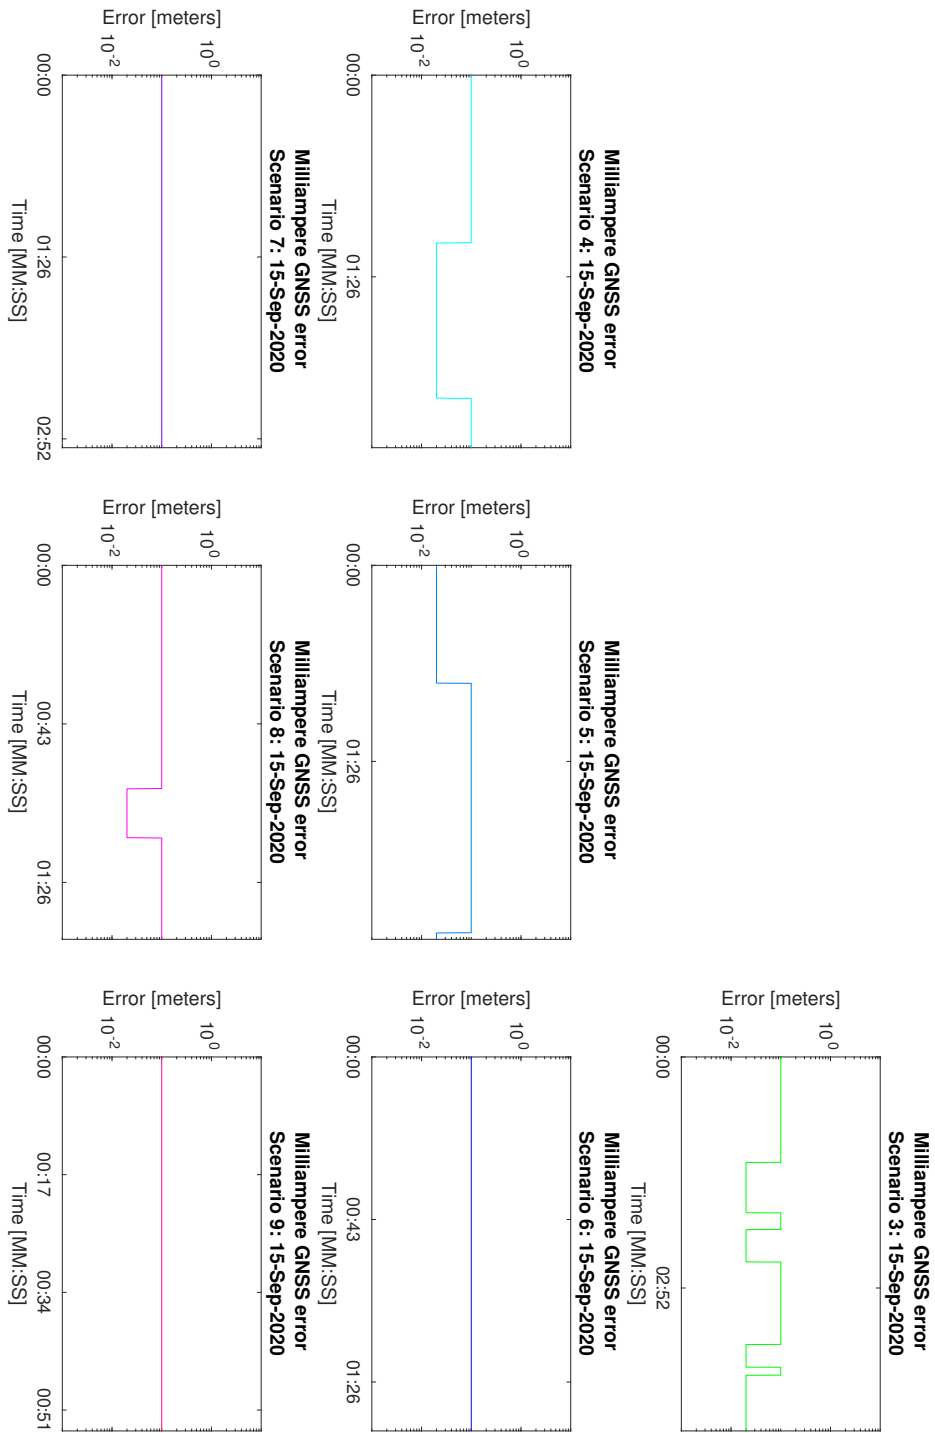 Milliampere GNSS error
Scenario 3: 15-Sep-2020
Error [meters]
10^0
10^-2
00:00
02:52
Time [MM:SS]
Milliampere GNSS error
Scenario 4: 15-Sep-2020
Error [meters]
10^0
10^-2
00:00
01:26
Time [MM:SS]
Milliampere GNSS error
Scenario 5: 15-Sep-2020
Error [meters]
10^0
10^-2
00:00
01:26
Time [MM:SS]
Milliampere GNSS error
Scenario 6: 15-Sep-2020
Error [meters]
10^0
10^-2
00:00
00:43
01:26
Time [MM:SS]
Milliampere GNSS error
Scenario 7: 15-Sep-2020
Error [meters]
10^0
10^-2
00:00
01:26
02:52
Time [MM:SS]
Milliampere GNSS error
Scenario 8: 15-Sep-2020
Error [meters]
10^0
10^-2
00:00
00:43
01:26
Time [MM:SS]
Milliampere GNSS error
Scenario 9: 15-Sep-2020
Error [meters]
10^0
10^-2
00:00
00:17
00:34
00:51
Time [MM:SS]